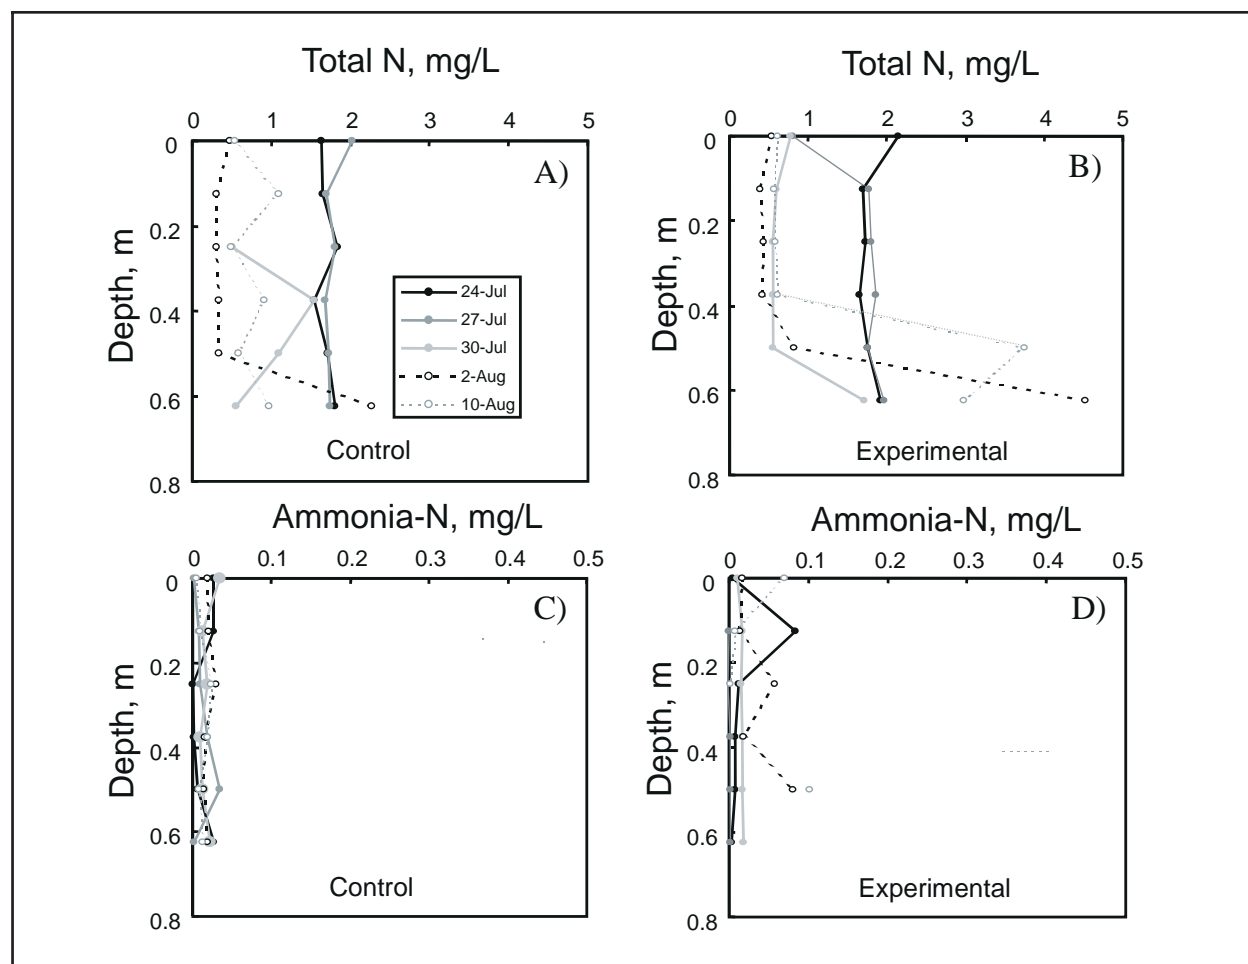 Total N, mg/L
0 1 2 3 4 5
0
0.2
0.4
0.6
0.8
Depth, m
A)
24-Jul
27-Jul
30-Jul
2-Aug
10-Aug
Control
Total N, mg/L
0 1 2 3 4 5
0
0.2
0.4
0.6
0.8
Depth, m
B)
Experimental
Ammonia-N, mg/L
0 0.1 0.2 0.3 0.4 0.5
0
0.2
0.4
0.6
0.8
Depth, m
C)
Control
Ammonia-N, mg/L
0 0.1 0.2 0.3 0.4 0.5
0
0.2
0.4
0.6
0.8
Depth, m
D)
Experimental